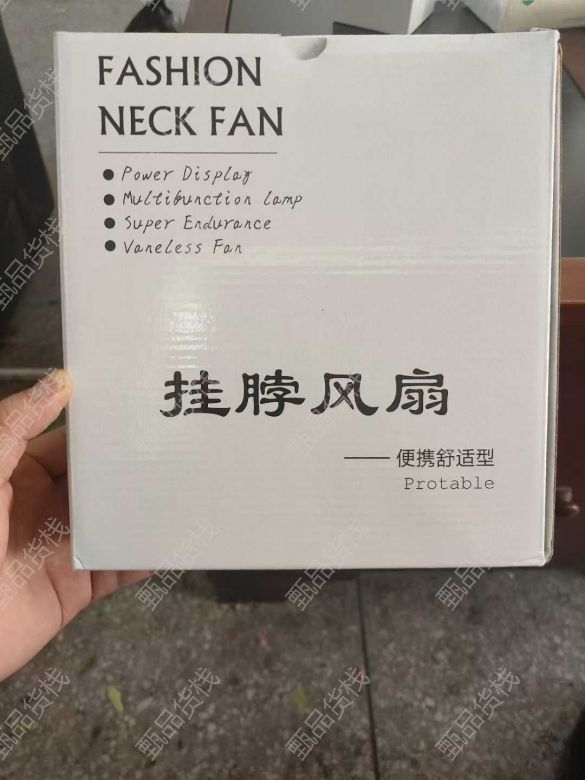 FASHION
NECK FAN
● Power Display
● Multibunction lamp
● Super Endurance
● Vaneless Fan
挂脖风扇
——便携舒适型
Protable
甄品货栈